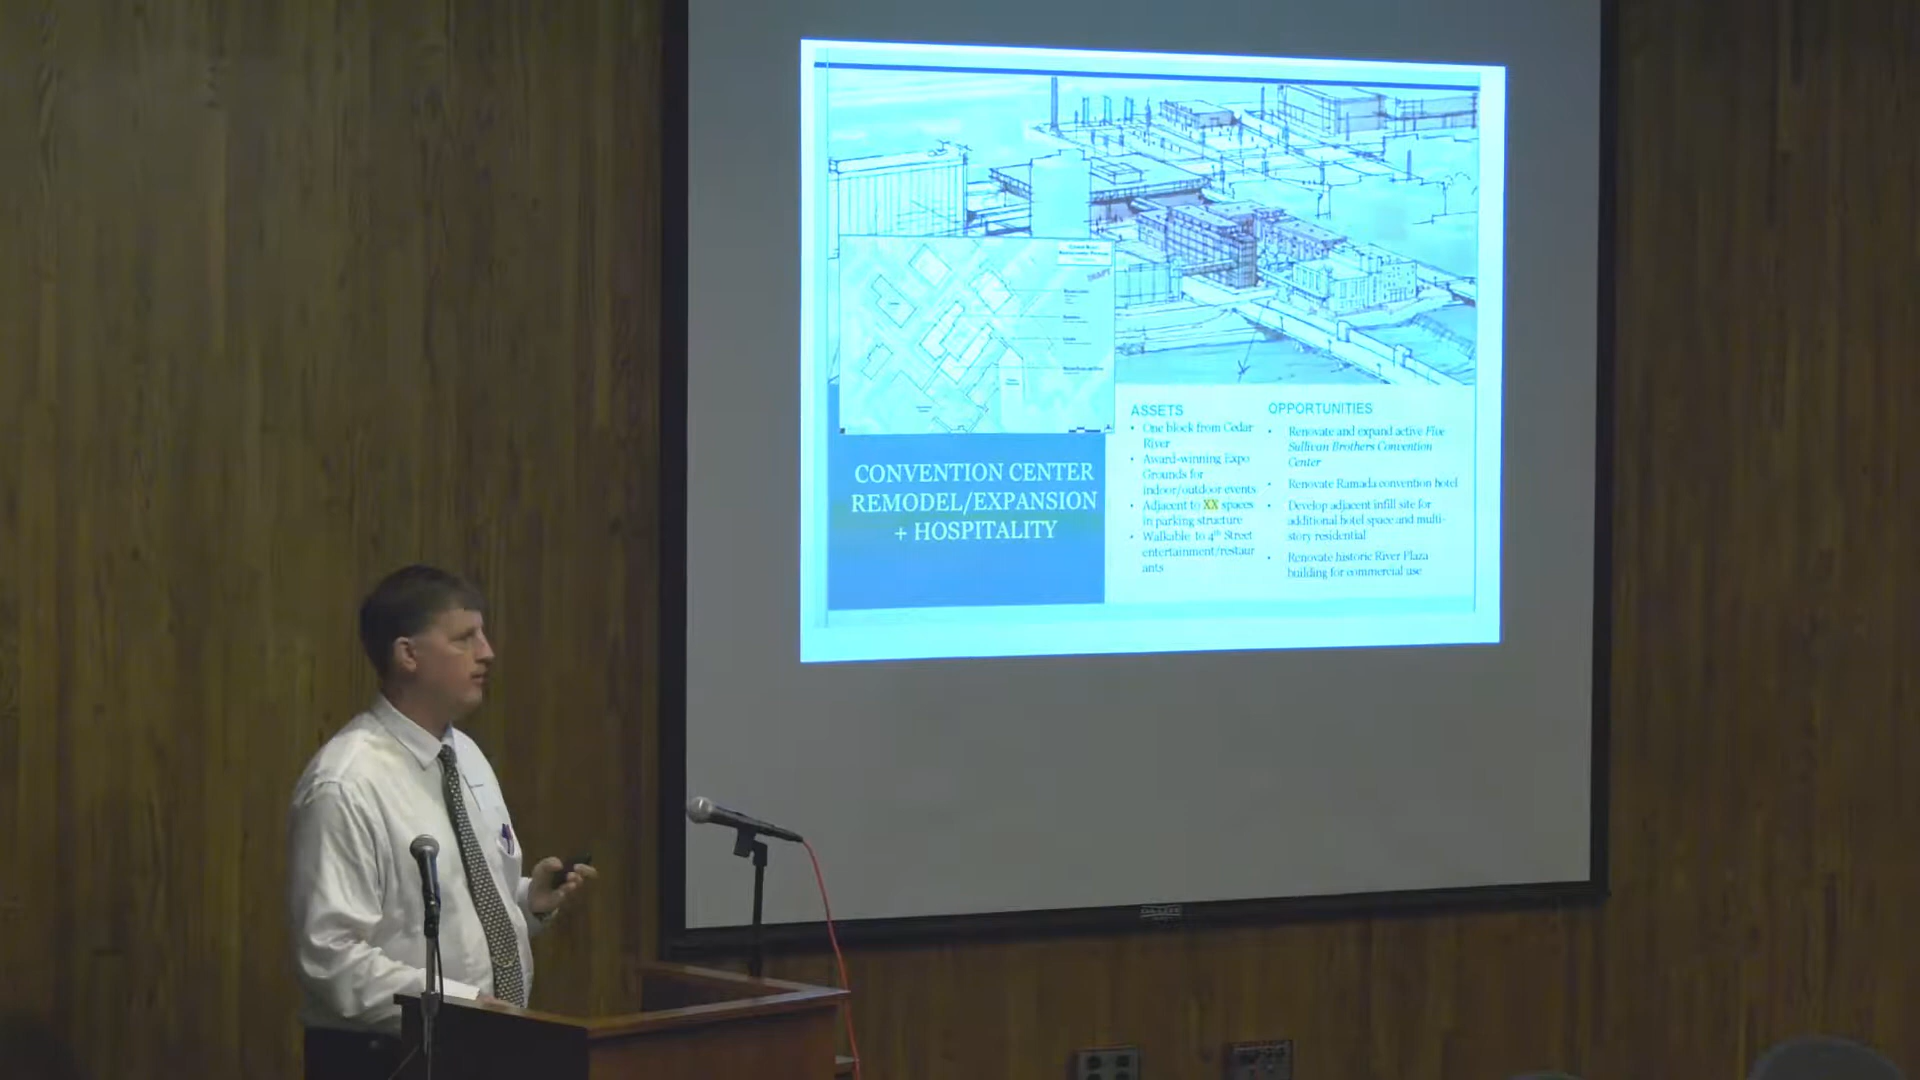 DRAFT
ASSETS
• One block from Cedar
River
• Award-winning Expo
Grounds for
indoor/outdoor events
• Adjacent to XX spaces
in parking structure
• Walkable to 4th Street
entertainment/restaur
ants
OPPORTUNITIES
• Renovate and expand active Five
Sullivan Brothers Convention
Center
• Renovate Ramada convention hotel
• Develop adjacent infill site for
additional hotel space and multi-
story residential
• Renovate historic River Plaza
building for commercial use
CONVENTION CENTER
REMODEL/EXPANSION
+ HOSPITALITY
DA-LITE